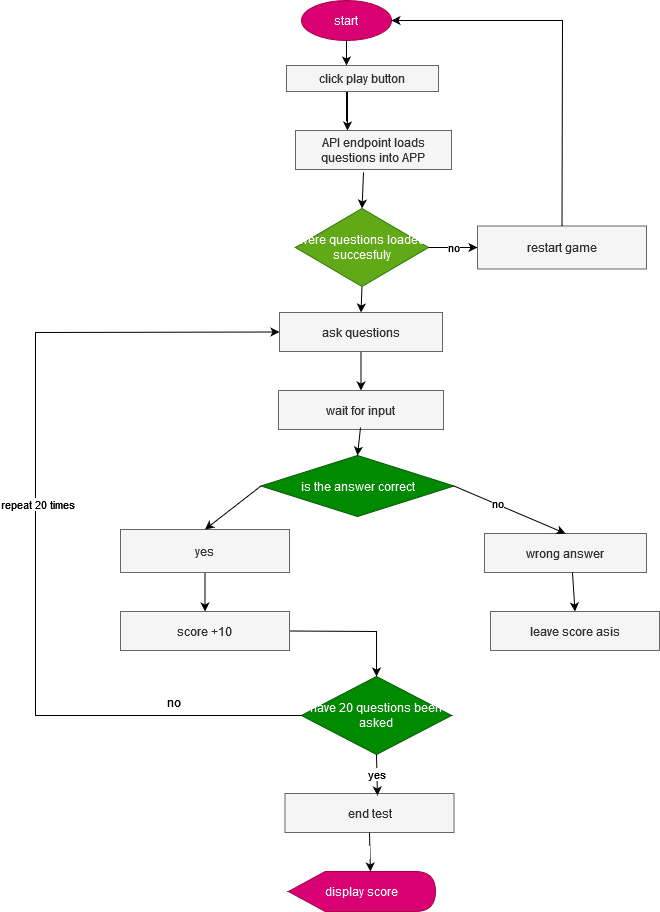 start
click play button
API endpoint loads
questions into APP
were questions loaded
succesfuly
no
restart game
ask questions
wait for input
is the answer correct
repeat 20 times
no
yes
wrong answer
score +10
leave score asis
no
have 20 questions been
asked
yes
end test
display score